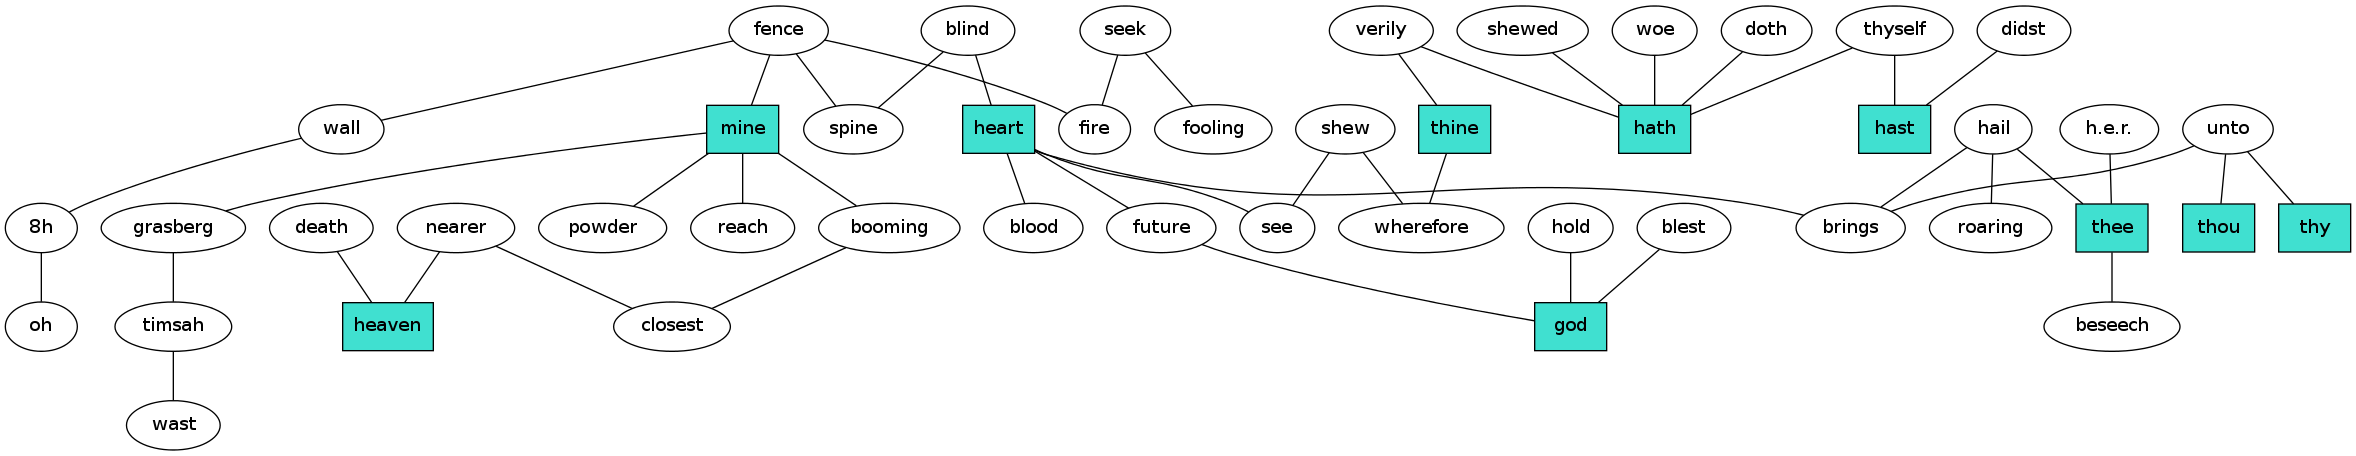 fence blind seek verily shewed woe doth thyself didst
wall mine spine heart fire fooling shew thine hath hast hail h.e.r. unto
8h grasberg death nearer powder reach booming blood future see wherefore hold blest brings roaring thee thou thy
oh timsah heaven closest god beseech
wast